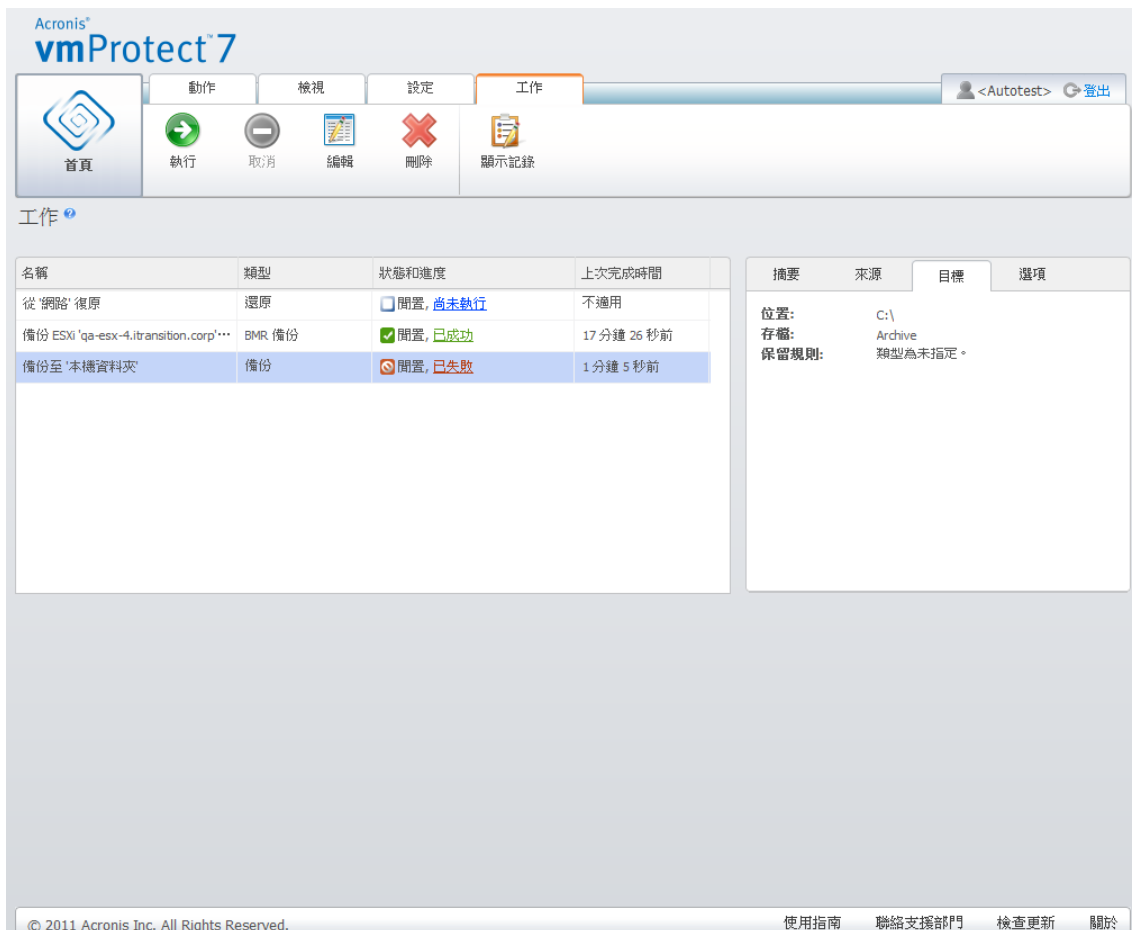 Acronis®
vmProtect™ 7
動作 檢視 設定 工作 <Autotest> 登出
首頁 執行 取消 編輯 刪除 顯示記錄
工作
名稱 類型 狀態和進度 上次完成時間
從 '網路' 復原 還原 閒置, 尚未執行 不適用
備份 ESXi 'qa-esx-4.itransition.corp'… BMR 備份 閒置, 已成功 17 分鐘 26 秒前
備份至 '本機資料夾' 備份 閒置, 已失敗 1 分鐘 5 秒前
摘要 來源 目標 選項
位置: C:\
存檔: Archive
保留規則: 類型為未指定。
© 2011 Acronis Inc. All Rights Reserved. 使用指南 聯絡支援部門 檢查更新 關於